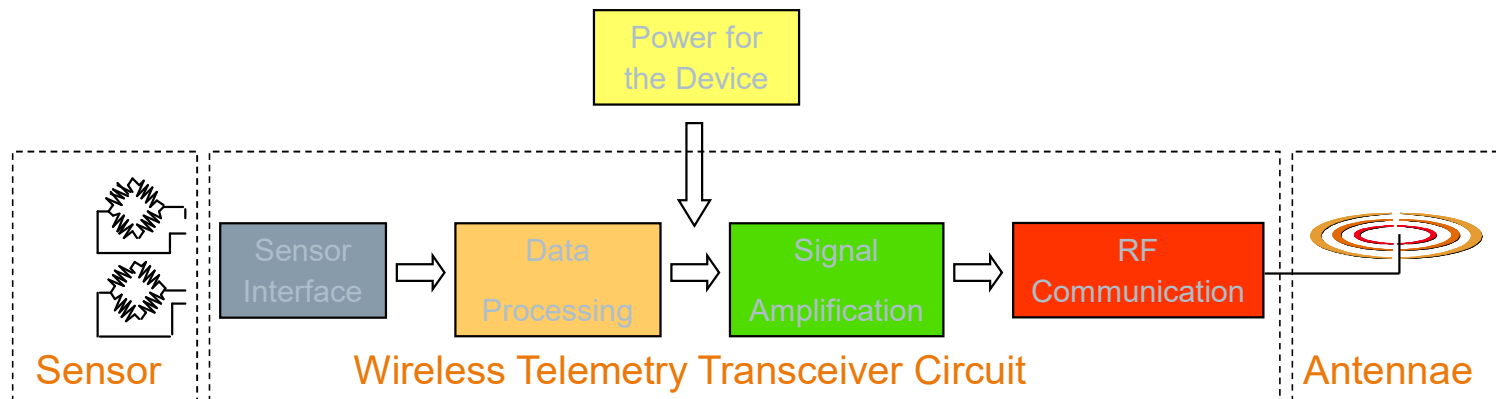 Power for
the Device
Sensor
Interface
Data
Processing
Signal
Amplification
RF
Communication
Sensor
Wireless Telemetry Transceiver Circuit
Antennae